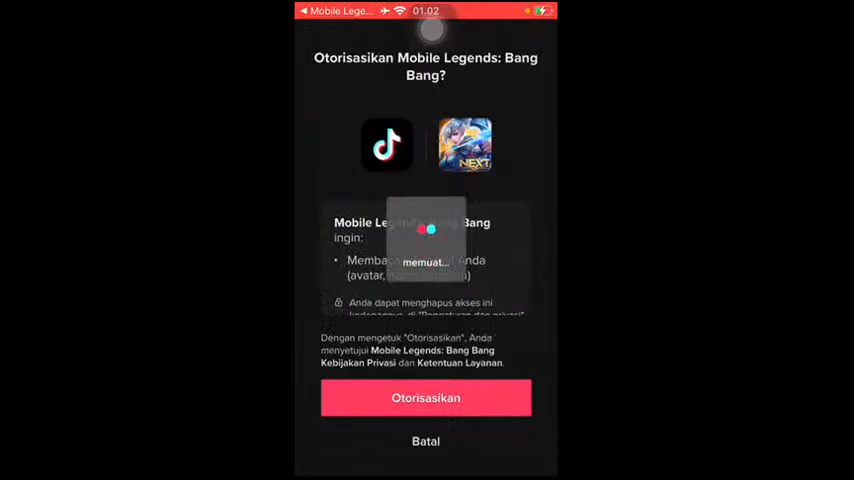 Mobile Lege...
01.02
Otorisasikan Mobile Legends: Bang
Bang?
NEXT
Mobile Bang
ingin:
Anda
(avatar,
Anda dapat menghapus akses ini
Dengan mengetuk "Otorisasikan", Anda
menyetujui Mobile Legends: Bang Bang
Kebijakan Privasi dan Ketentuan Layanan.
memuat...
Otorisasikan
Batal